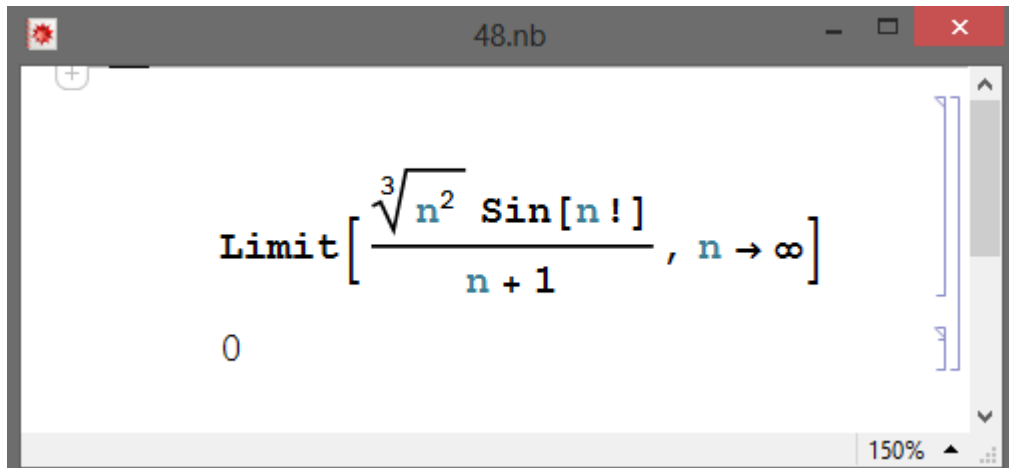 48.nb
Limit[∛n² Sin[n!] / n + 1, n → ∞]
0
150%